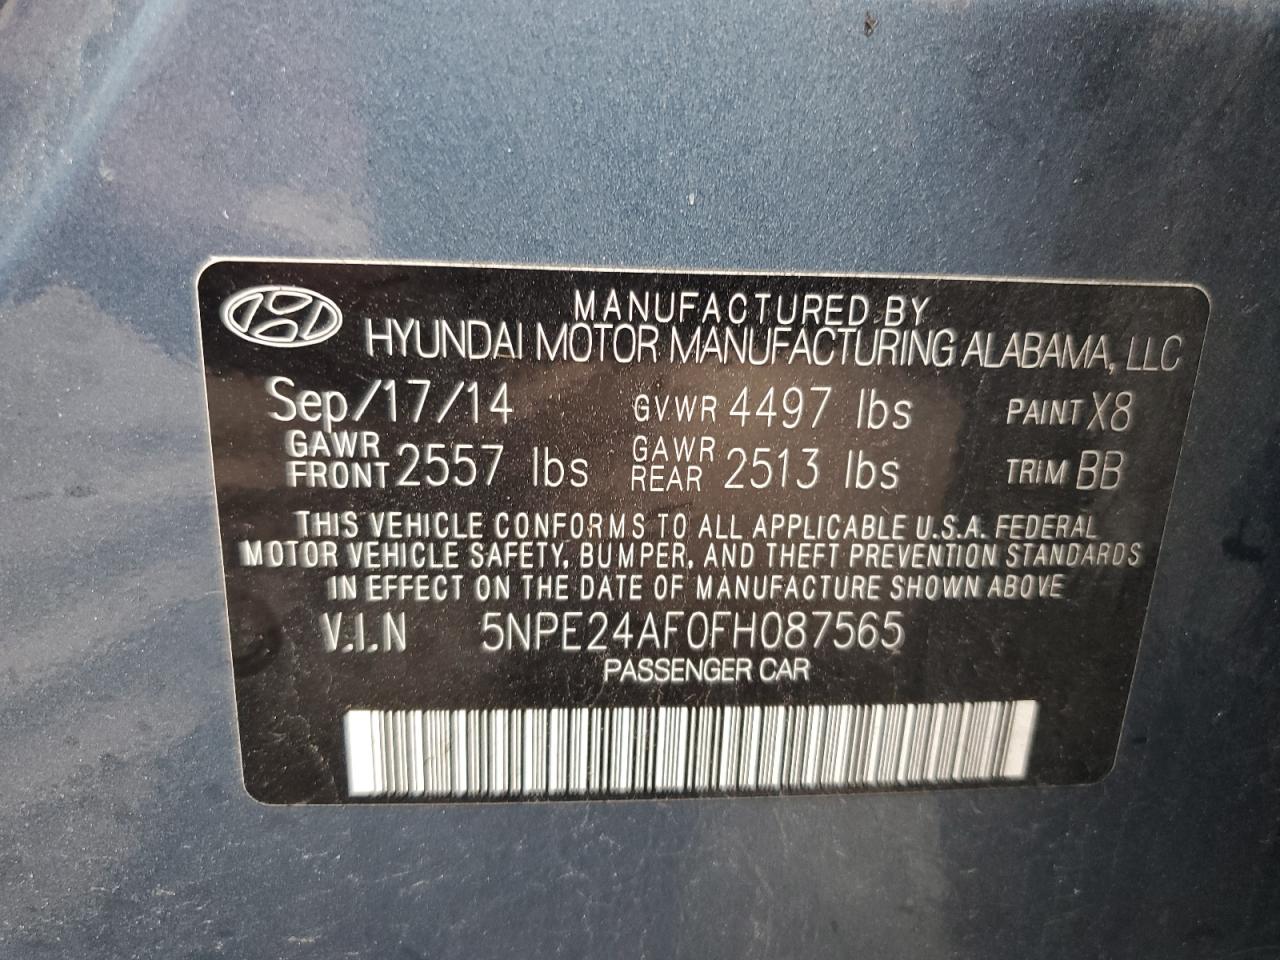 MANUFACTURED BY
HYUNDAI MOTOR MANUFACTURING ALABAMA, LLC
Sep/17/14 GVWR 4497 lbs PAINT X8
GAWR FRONT 2557 lbs GAWR REAR 2513 lbs TRIM BB
THIS VEHICLE CONFORMS TO ALL APPLICABLE U.S.A. FEDERAL
MOTOR VEHICLE SAFETY, BUMPER, AND THEFT PREVENTION STANDARDS
IN EFFECT ON THE DATE OF MANUFACTURE SHOWN ABOVE
V.I.N 5NPE24AF0FH087565
PASSENGER CAR